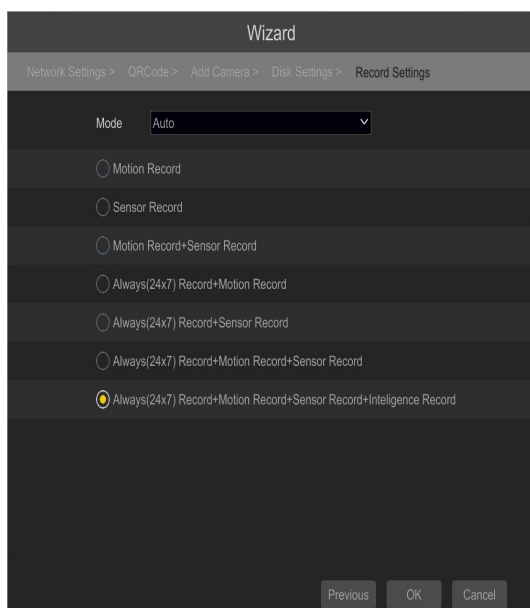 Wizard
Network Settings > QRCode > Add Camera > Disk Settings > Record Settings
Mode Auto
Motion Record
Sensor Record
Motion Record+Sensor Record
Always(24x7) Record+Motion Record
Always(24x7) Record+Sensor Record
Always(24x7) Record+Motion Record+Sensor Record
Always(24x7) Record+Motion Record+Sensor Record+Inteligence Record
Previous OK Cancel